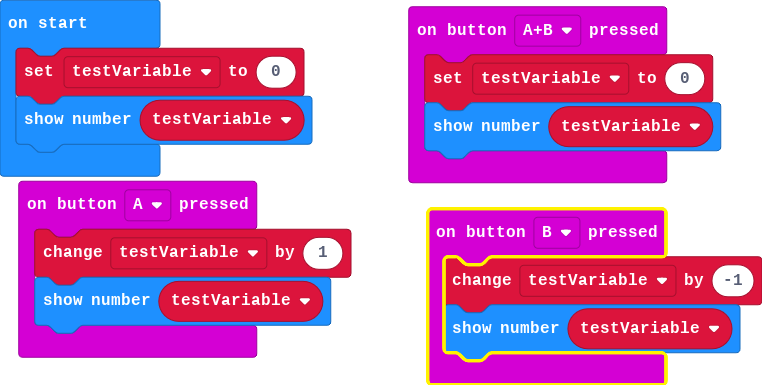 on start
set testVariable to 0
show number testVariable
on button A+B pressed
set testVariable to 0
show number testVariable
on button A pressed
change testVariable by 1
show number testVariable
on button B pressed
change testVariable by -1
show number testVariable